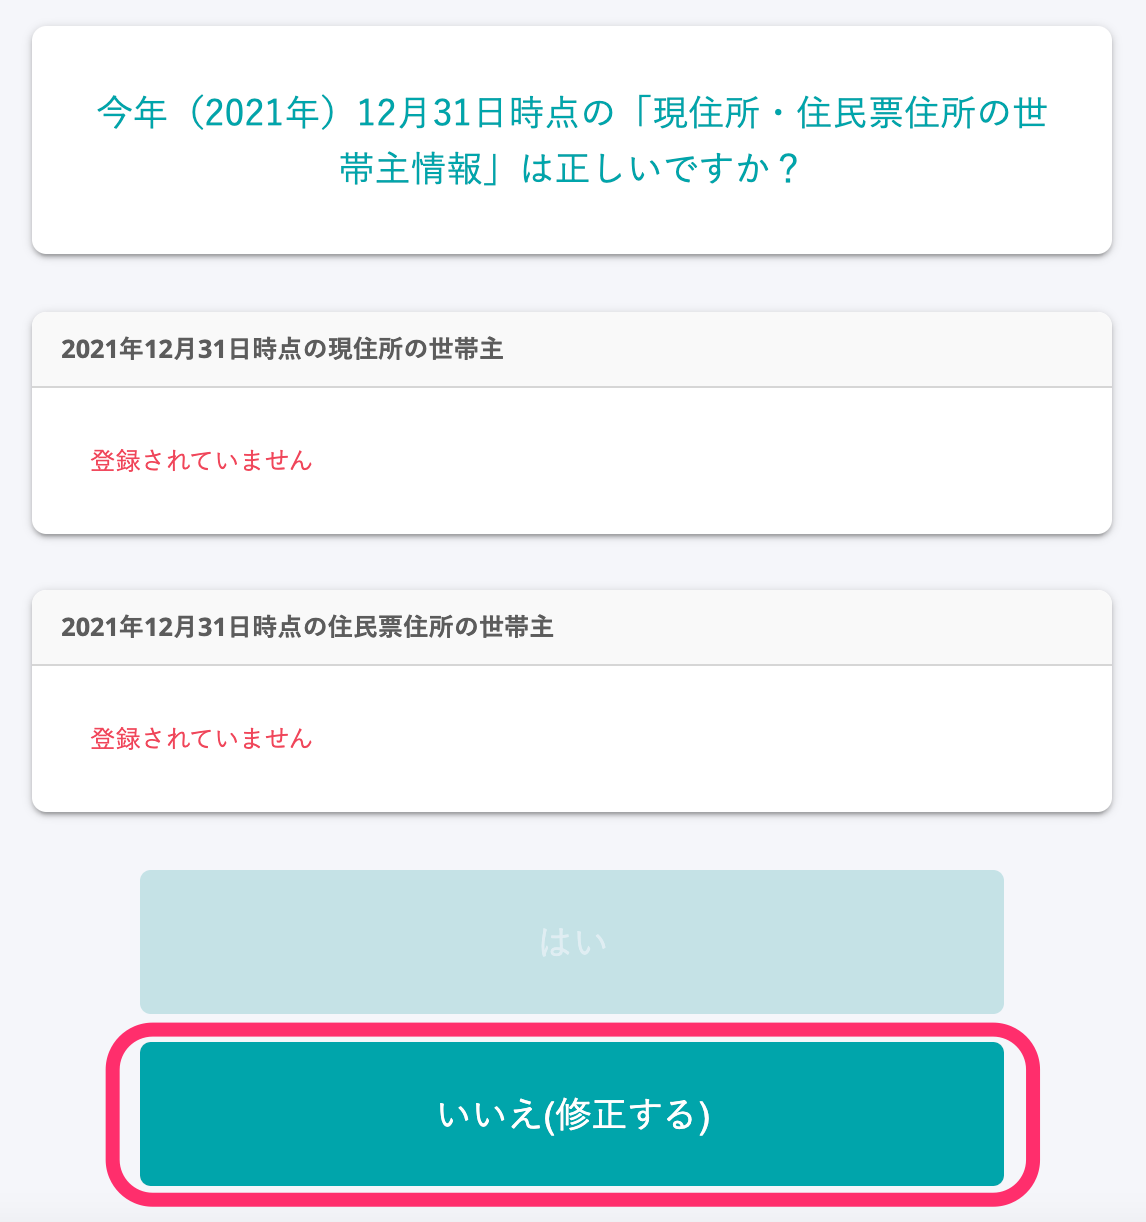 今年（2021年）12月31日時点の「現住所・住民票住所の世
帯主情報」は正しいですか？
2021年12月31日時点の現住所の世帯主
登録されていません
2021年12月31日時点の住民票住所の世帯主
登録されていません
はい
いいえ(修正する)